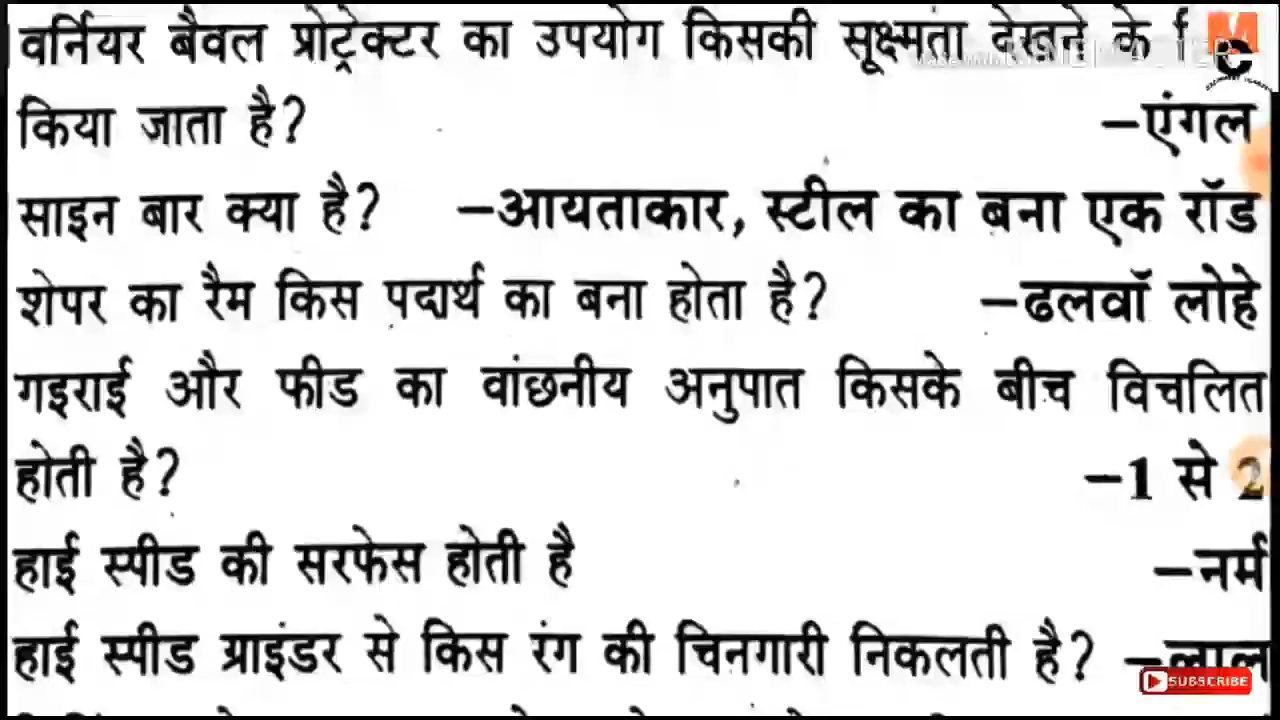 वर्नियर बैवल प्रोट्रेक्टर का उपयोग किसकी सूक्ष्मता देखने के
किया जाता है? –एंगल
साइन बार क्या है? –आयताकार, स्टील का बना एक रॉड
शेपर का रैम किस पदार्थ का बना होता है? –ढलवॉ लोहे
गइराई और फीड का वांछनीय अनुपात किसके बीच विचलित
होती है? –1 से 2
हाई स्पीड की सरफेस होती है –नर्म
हाई स्पीड ग्राइंडर से किस रंग की चिनगारी निकलती है? –लाल
SUBSCRIBE